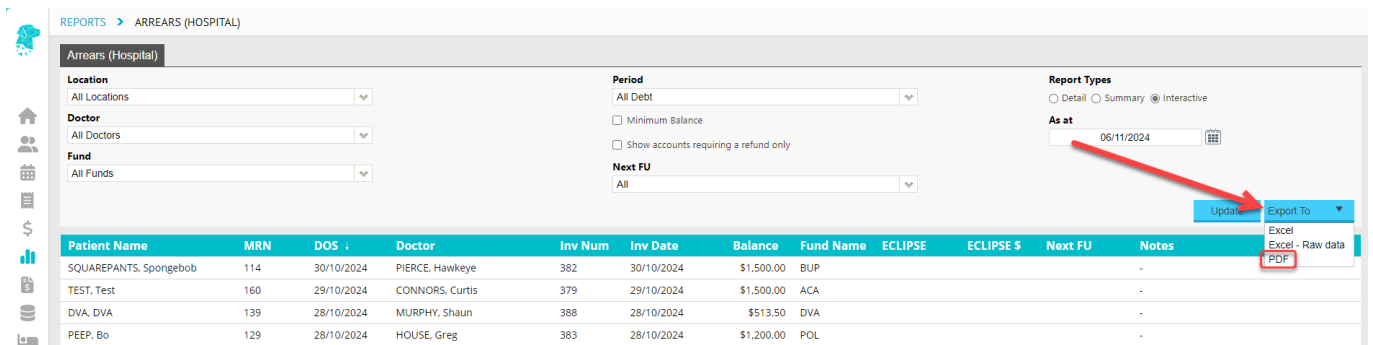 REPORTS > ARREARS (HOSPITAL)
Arrears (Hospital)
Location
All Locations
Doctor
All Doctors
Fund
All Funds
Period
All Debt
Minimum Balance
Show accounts requiring a refund only
Next FU
All
Report Types
Detail Summary Interactive
As at
06/11/2024
Update Export To
Excel
Excel - Raw data
PDF
Patient Name MRN DOS ↓ Doctor Inv Num Inv Date Balance Fund Name ECLIPSE ECLIPSE $ Next FU Notes
SQUAREPANTS, Spongebob 114 30/10/2024 PIERCE, Hawkeye 382 30/10/2024 $1,500.00 BUP -
TEST, Test 160 29/10/2024 CONNORS, Curtis 379 29/10/2024 $1,500.00 ACA -
DVA, DVA 139 28/10/2024 MURPHY, Shaun 388 28/10/2024 $513.50 DVA -
PEEP, Bo 129 28/10/2024 HOUSE, Greg 383 28/10/2024 $1,200.00 POL -